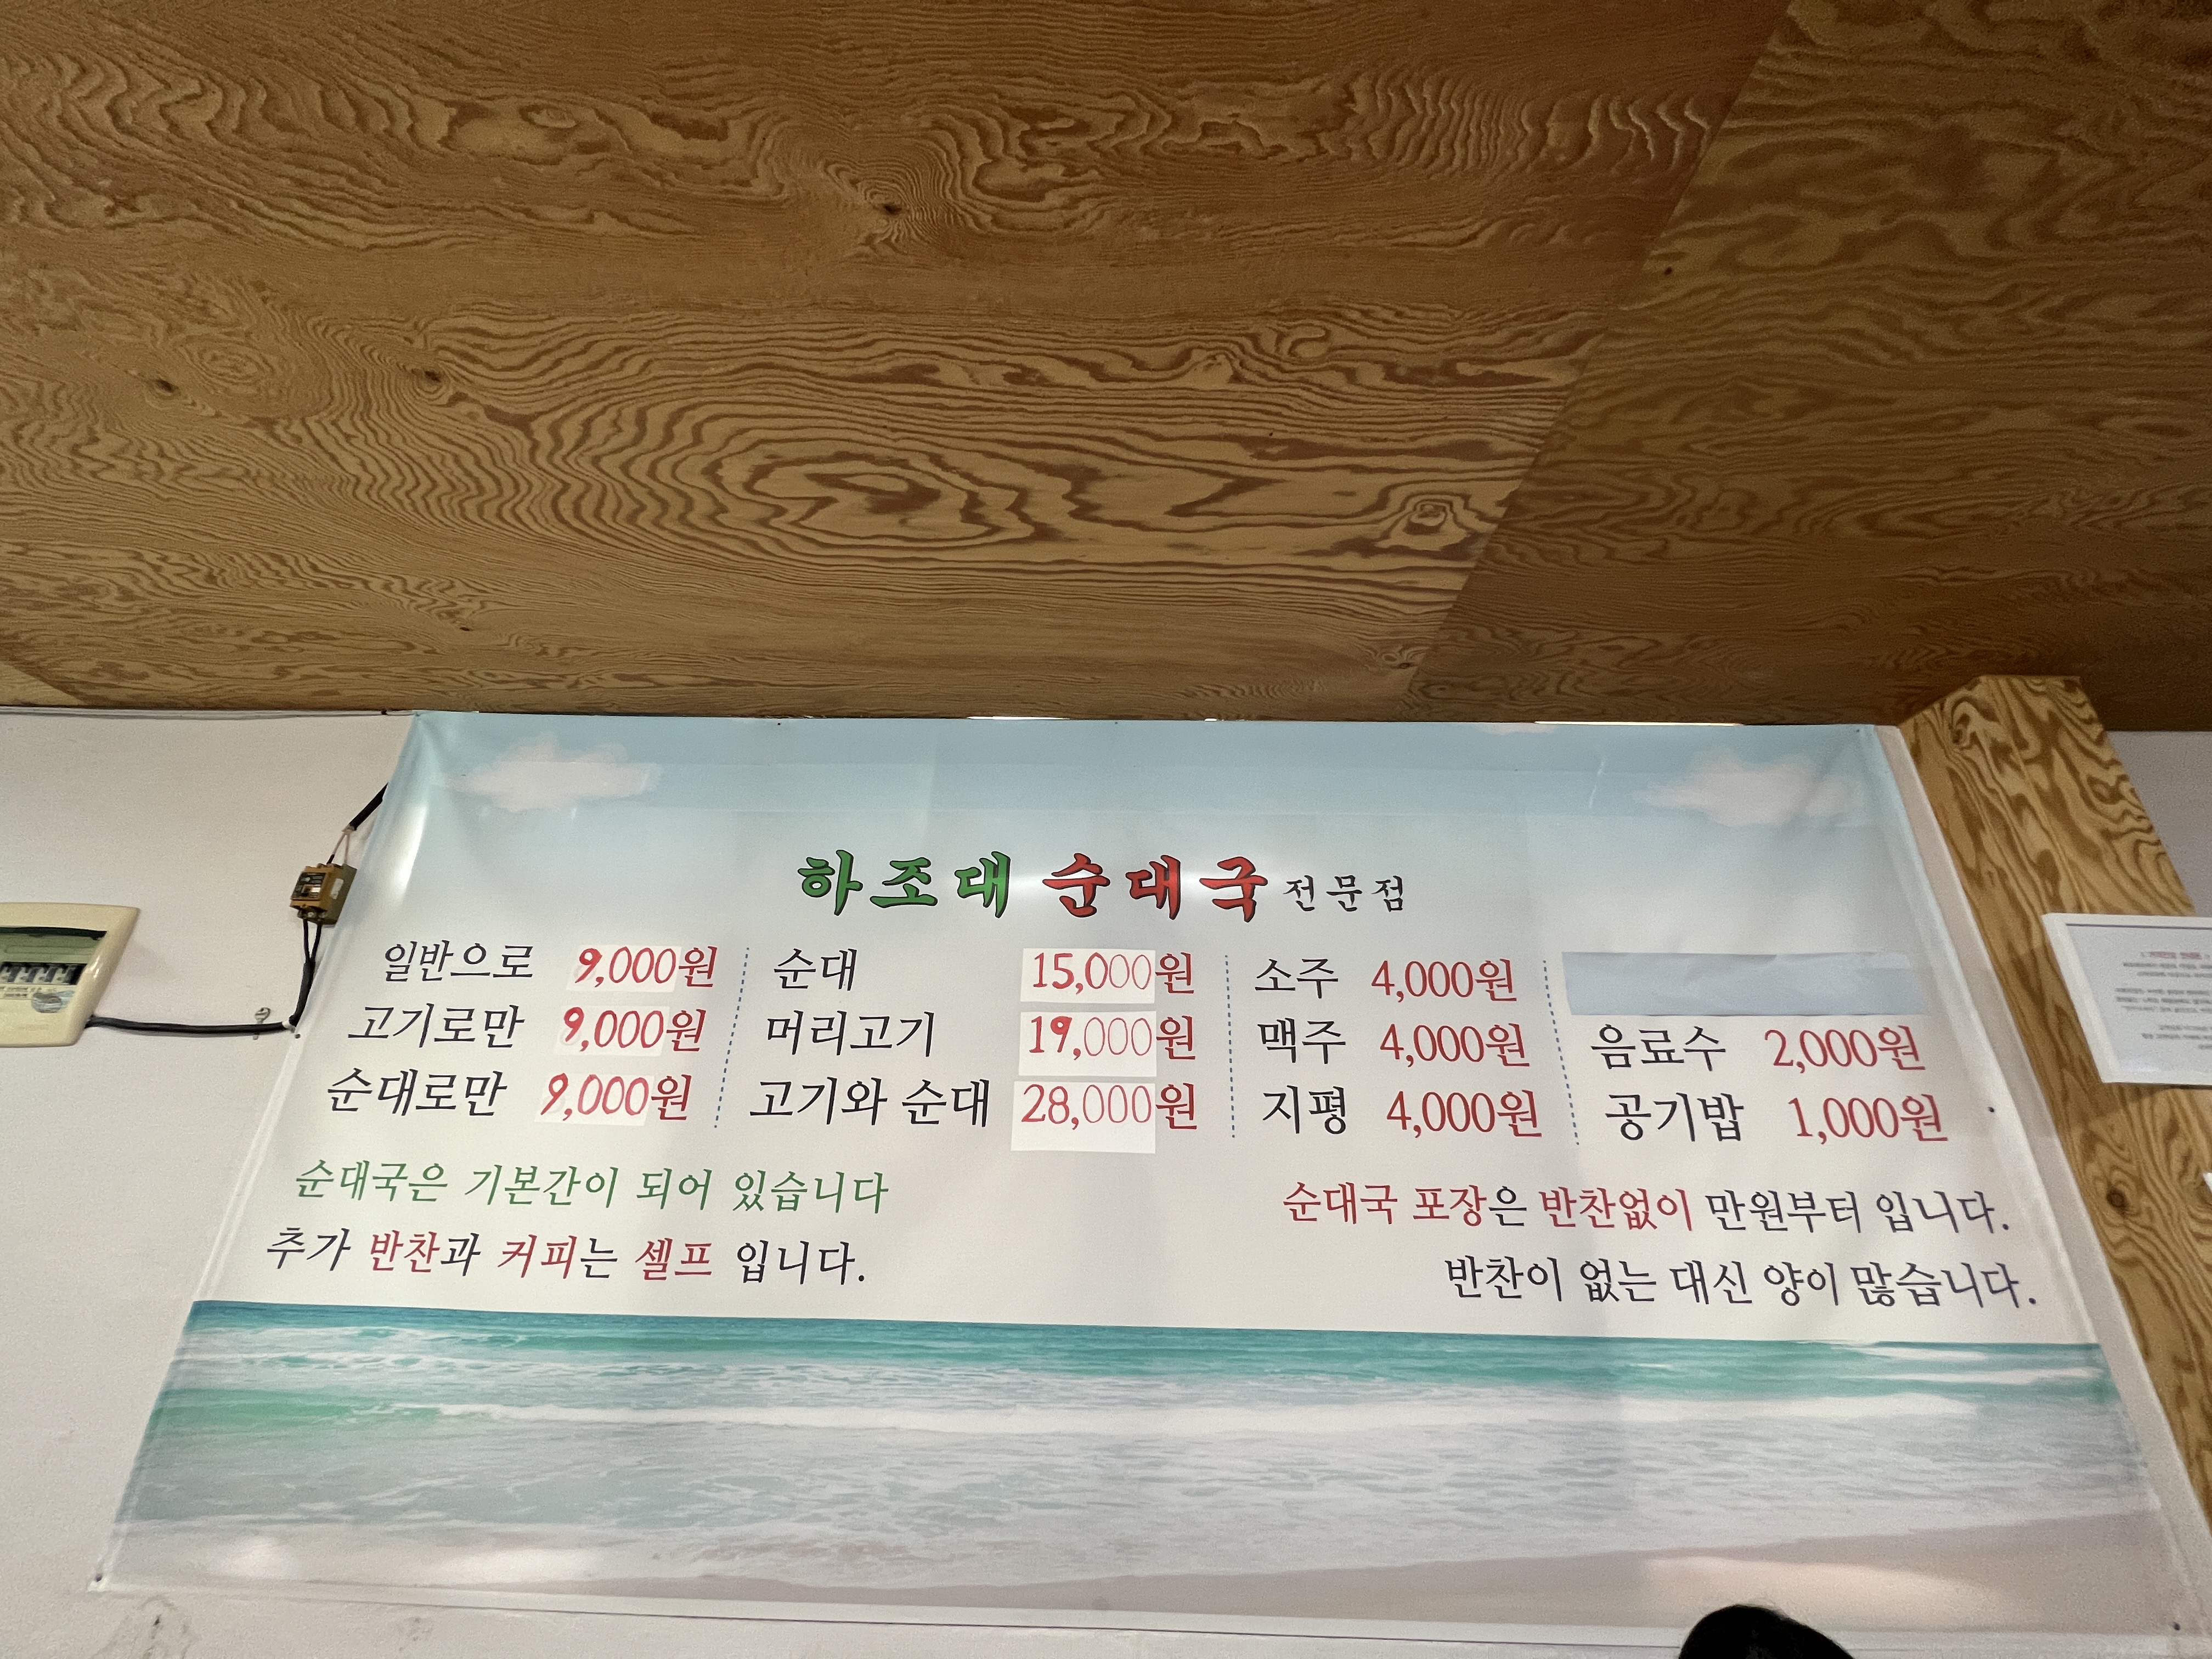 하조대 순대국 전문점
일반으로 9,000원
고기로만 9,000원
순대로만 9,000원
순대 15,000원
머리고기 19,000원
고기와 순대 28,000원
소주 4,000원
맥주 4,000원
지평 4,000원
음료수 2,000원
공기밥 1,000원
순대국은 기본간이 되어 있습니다
추가 반찬과 커피는 셀프 입니다.
순대국 포장은 반찬없이 만원부터 입니다.
반찬이 없는 대신 양이 많습니다.